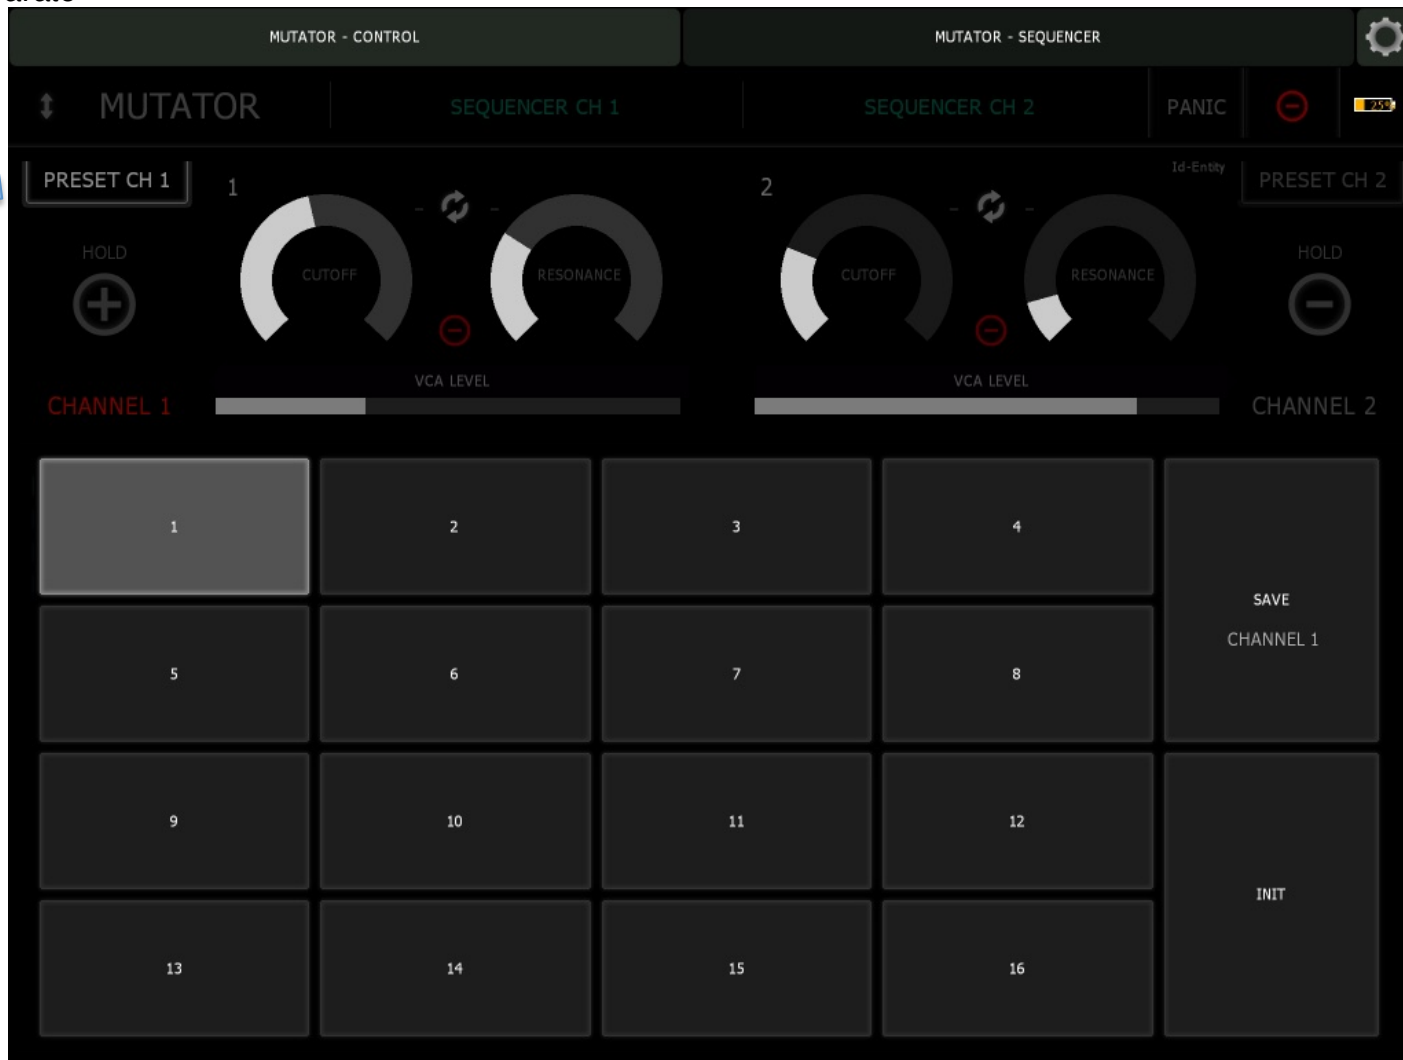 MUTATOR - CONTROL MUTATOR - SEQUENCER
MUTATOR SEQUENCER CH 1 SEQUENCER CH 2 PANIC 25%
PRESET CH 1 1 2 Id-Entity PRESET CH 2
HOLD CUTOFF RESONANCE CUTOFF RESONANCE HOLD
VCA LEVEL VCA LEVEL
CHANNEL 1 CHANNEL 2
1 2 3 4
SAVE
CHANNEL 1
5 6 7 8
9 10 11 12
INIT
13 14 15 16